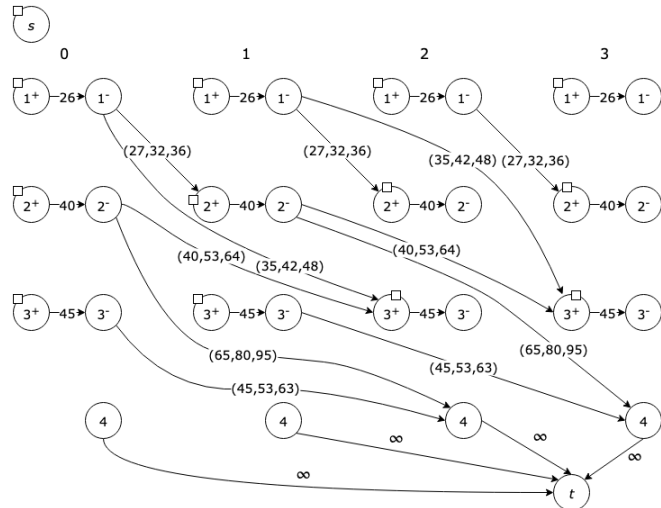 s
0 1 2 3
1⁺ 26 1⁻ 1⁺ 26 1⁻ 1⁺ 26 1⁻ 1⁺ 26 1⁻
(27,32,36) (27,32,36) (35,42,48) (27,32,36)
2⁺ 40 2⁻ 2⁺ 40 2⁻ 2⁺ 40 2⁻ 2⁺ 40 2⁻
(40,53,64) (35,42,48) (40,53,64)
3⁺ 45 3⁻ 3⁺ 45 3⁻ 3⁺ 45 3⁻ 3⁺ 45 3⁻
(65,80,95) (65,80,95)
(45,53,63) (45,53,63)
4 4 4 4
∞ ∞ ∞
∞
t